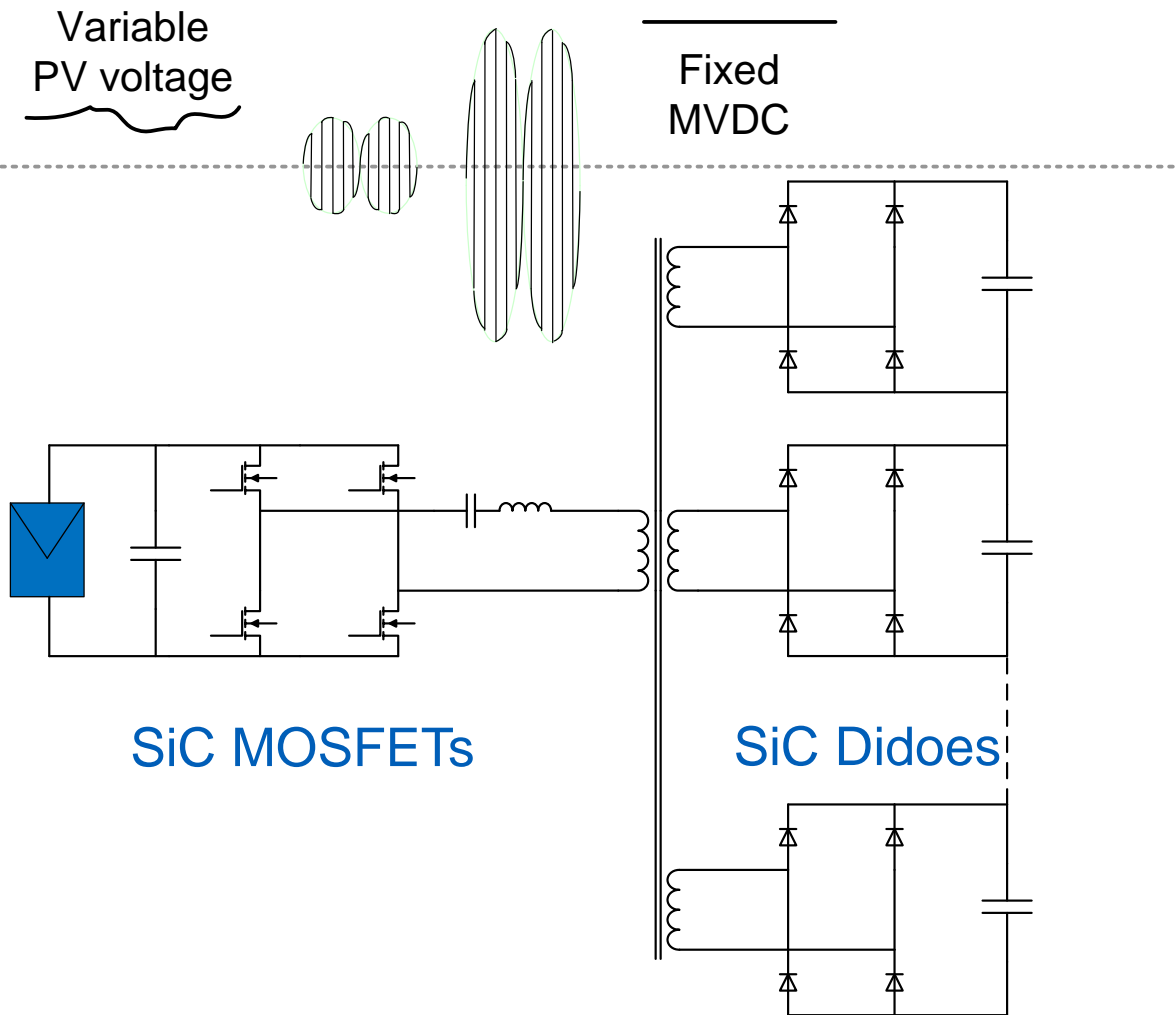 Variable
PV voltage
Fixed
MVDC
SiC MOSFETs
SiC Didoes